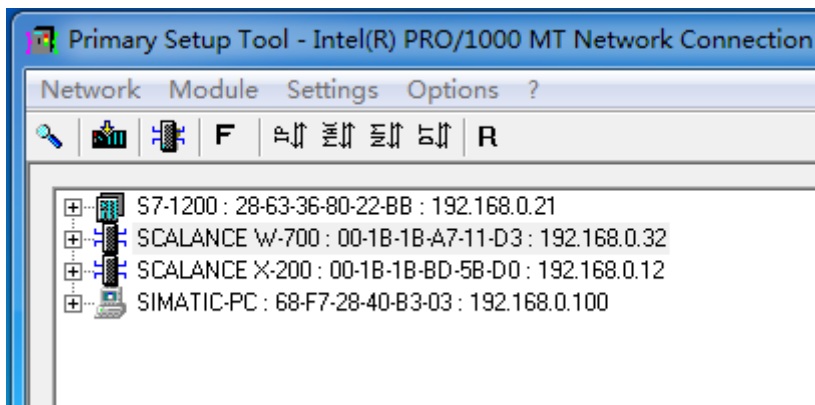 Primary Setup Tool - Intel(R) PRO/1000 MT Network Connection
Network Module Settings Options ?
F R
S7-1200 : 28-63-36-80-22-BB : 192.168.0.21
SCALANCE W-700 : 00-1B-1B-A7-11-D3 : 192.168.0.32
SCALANCE X-200 : 00-1B-1B-BD-5B-D0 : 192.168.0.12
SIMATIC-PC : 68-F7-28-40-B3-03 : 192.168.0.100